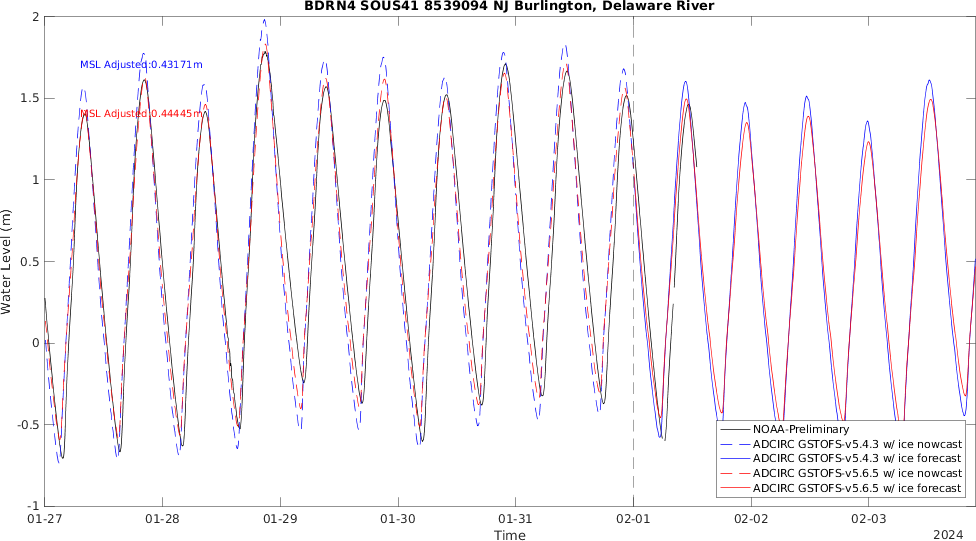 BDRN4 SOUS41 8539094 NJ Burlington, Delaware River
2
MSL Adjusted:0.43171m
1.5
MSL Adjusted:0.44445m
1
0.5
Water Level (m)
0
-0.5
-1
NOAA-Preliminary
ADCIRC GSTOFS-v5.4.3 w/ ice nowcast
ADCIRC GSTOFS-v5.4.3 w/ ice forecast
ADCIRC GSTOFS-v5.6.5 w/ ice nowcast
ADCIRC GSTOFS-v5.6.5 w/ ice forecast
01-27 01-28 01-29 01-30 01-31 02-01 02-02 02-03
Time
2024